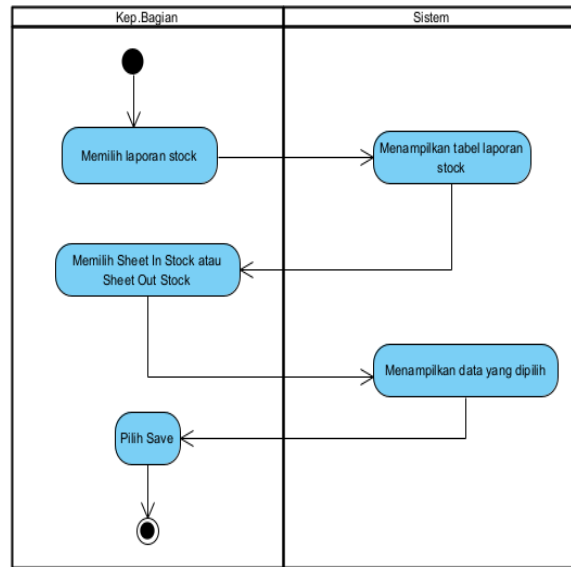 Kep.Bagian
Sistem
Memilih laporan stock
Menampilkan tabel laporan
stock
Memilih Sheet In Stock atau
Sheet Out Stock
Menampilkan data yang dipilih
Pilih Save